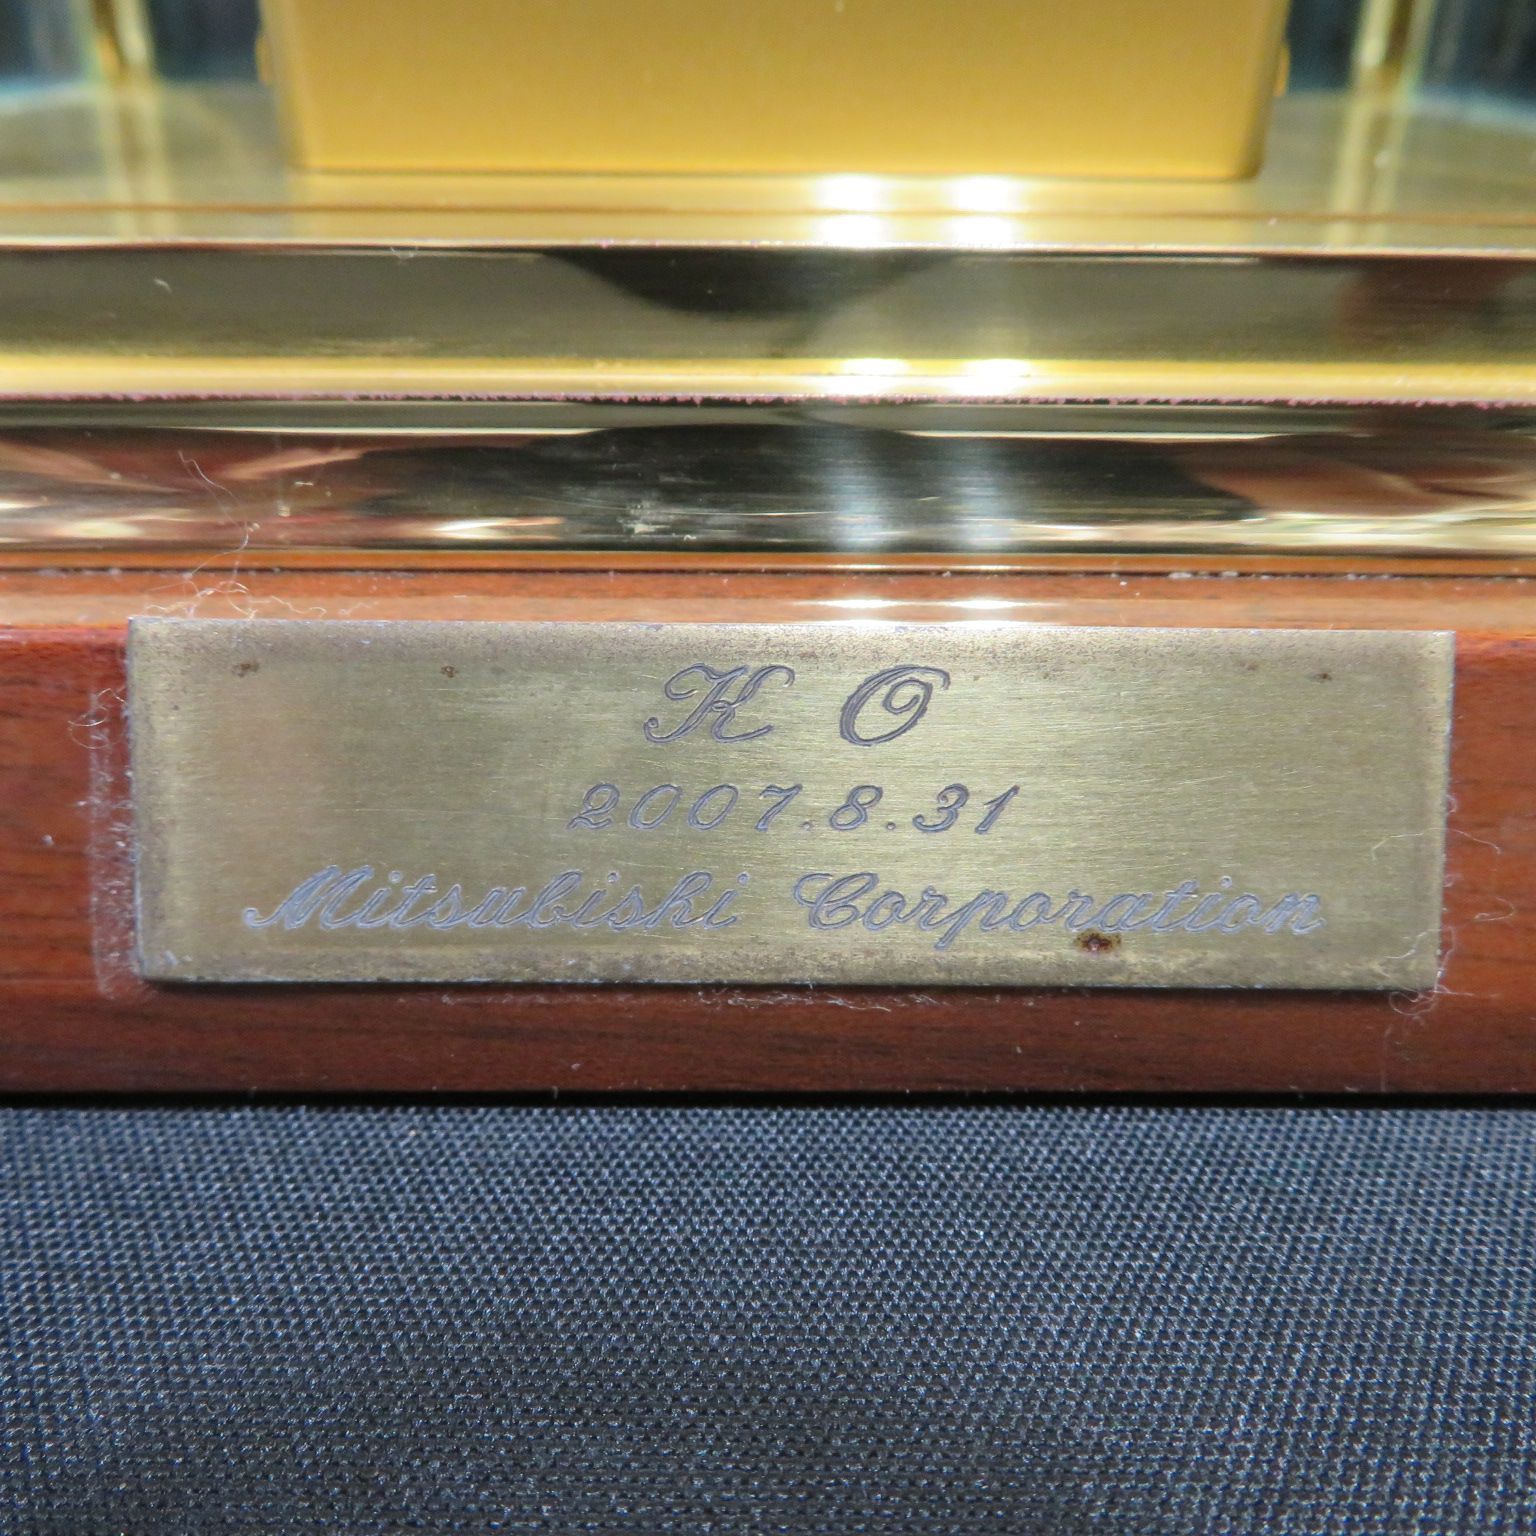 K O
2007.8.31
Mitsubishi Corporation